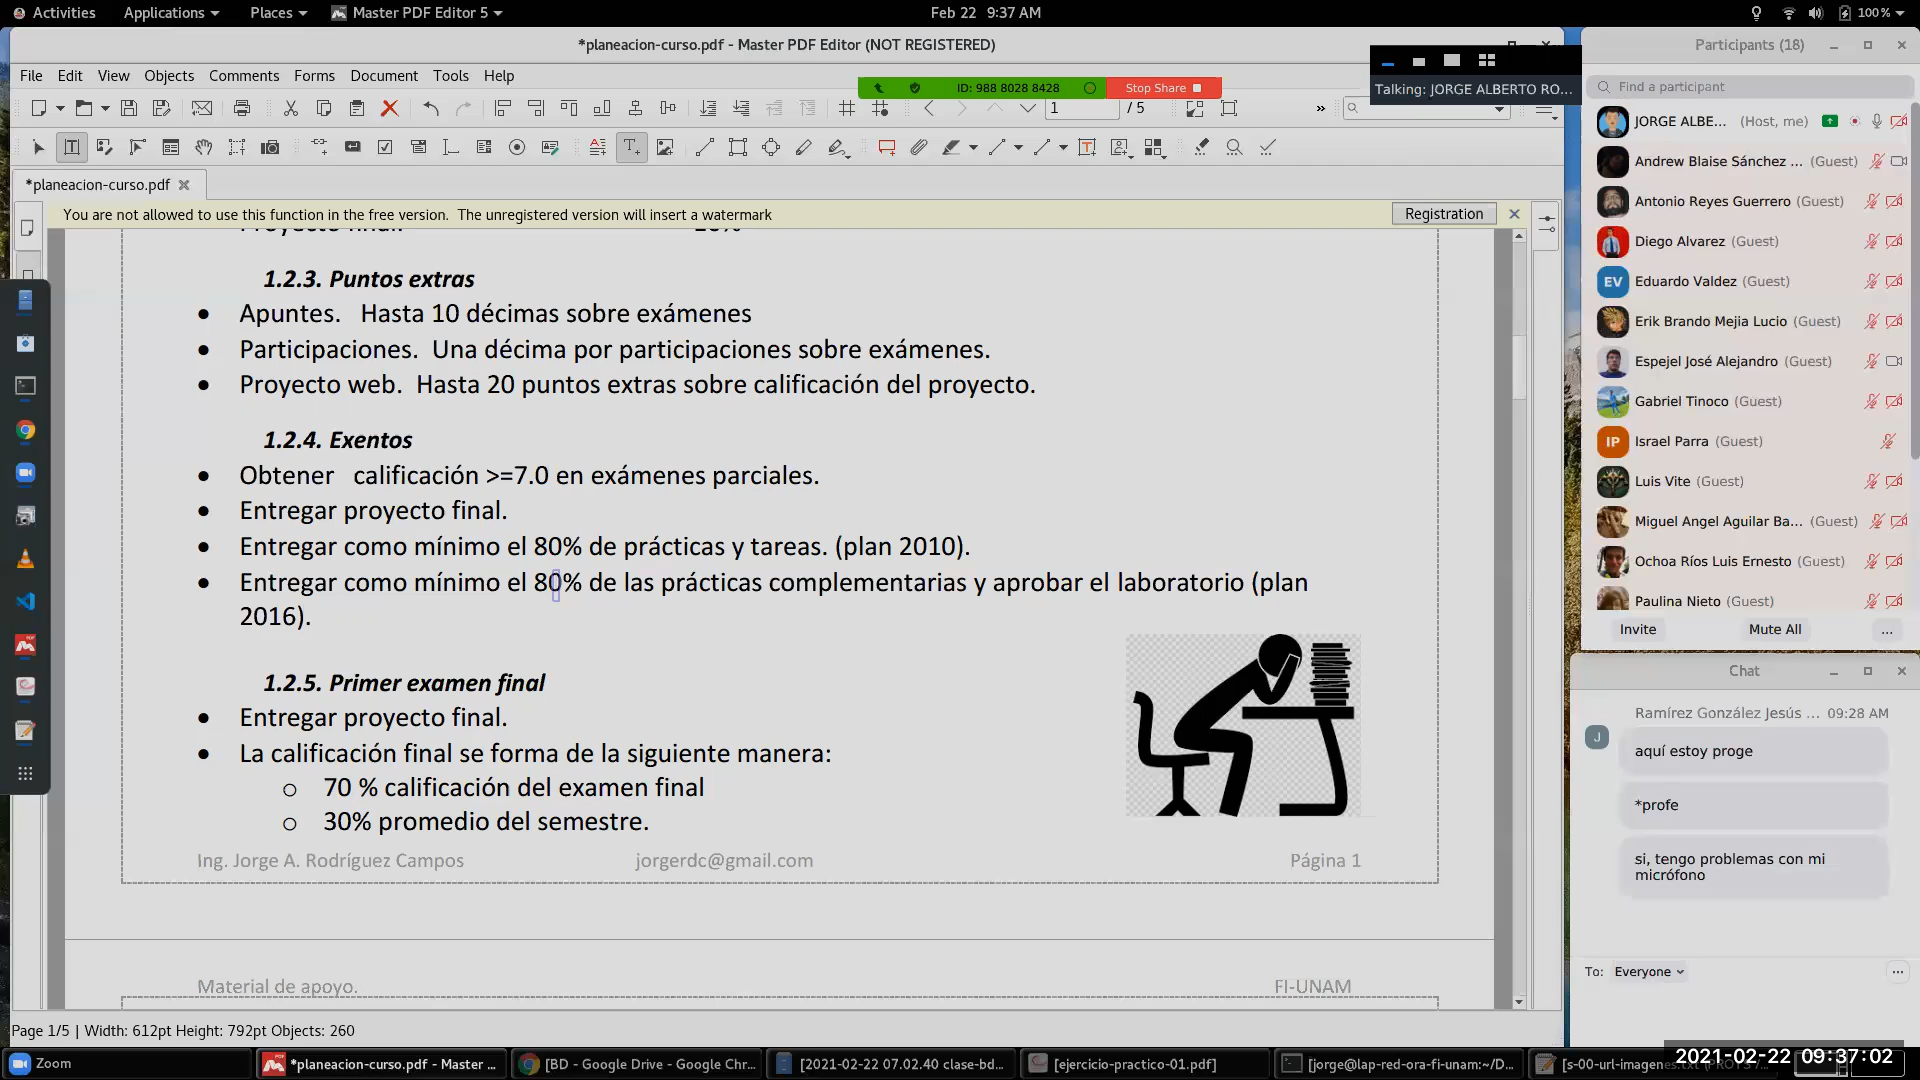 Activities Applications Places Master PDF Editor 5 Feb 22 9:37 AM 100%
*planeacion-curso.pdf - Master PDF Editor (NOT REGISTERED)
File Edit View Objects Comments Forms Document Tools Help
ID: 988 8028 8428 Stop Share
Talking: JORGE ALBERTO RO...
1 / 5
*planeacion-curso.pdf
You are not allowed to use this function in the free version. The unregistered version will insert a watermark
Registration
1.2.3. Puntos extras
• Apuntes. Hasta 10 décimas sobre exámenes
• Participaciones. Una décima por participaciones sobre exámenes.
• Proyecto web. Hasta 20 puntos extras sobre calificación del proyecto.
1.2.4. Exentos
• Obtener calificación >=7.0 en exámenes parciales.
• Entregar proyecto final.
• Entregar como mínimo el 80% de prácticas y tareas. (plan 2010).
• Entregar como mínimo el 80% de las prácticas complementarias y aprobar el laboratorio (plan
2016).
1.2.5. Primer examen final
• Entregar proyecto final.
• La calificación final se forma de la siguiente manera:
o 70 % calificación del examen final
o 30% promedio del semestre.
Ing. Jorge A. Rodríguez Campos jorgerdc@gmail.com Página 1
Material de apoyo. FI-UNAM
Page 1/5 | Width: 612pt Height: 792pt Objects: 260
Participants (18)
Find a participant
JORGE ALBE... (Host, me)
Andrew Blaise Sánchez ... (Guest)
Antonio Reyes Guerrero (Guest)
Diego Alvarez (Guest)
EV Eduardo Valdez (Guest)
Erik Brando Mejia Lucio (Guest)
Espejel José Alejandro (Guest)
Gabriel Tinoco (Guest)
IP Israel Parra (Guest)
Luis Vite (Guest)
Miguel Angel Aguilar Ba... (Guest)
Ochoa Ríos Luis Ernesto (Guest)
Paulina Nieto (Guest)
Invite Mute All ...
Chat
Ramírez González Jesús ... 09:28 AM
J
aquí estoy proge
*profe
si, tengo problemas con mi
micrófono
To: Everyone
Zoom
*planeacion-curso.pdf - Master ...
[BD - Google Drive - Google Chr...
[2021-02-22 07.02.40 clase-bd...
[ejercicio-practico-01.pdf]
[jorge@lap-red-ora-fi-unam:~/D...
[s-00-url-imagenes.txt
2021-02-22 09:37:02